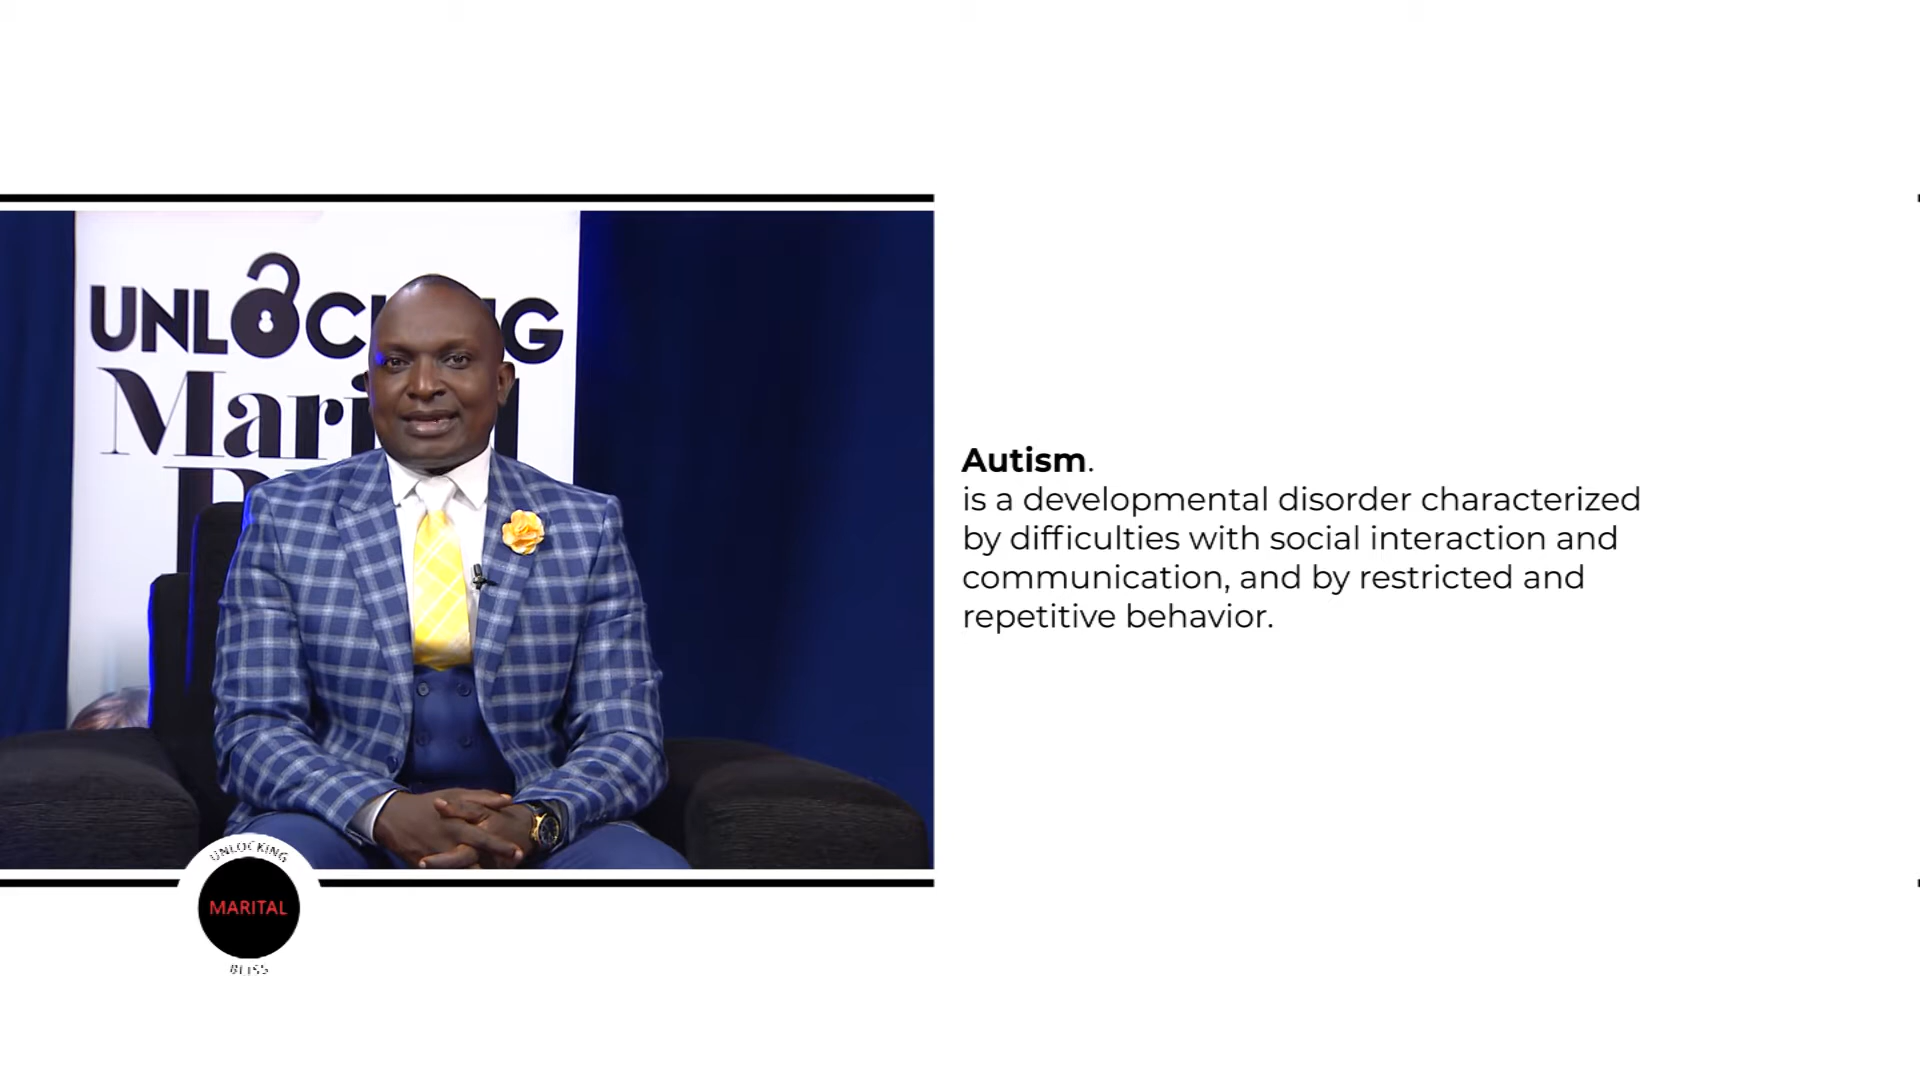 UNLOCKING
Autism.
is a developmental disorder characterized
by difficulties with social interaction and
communication, and by restricted and
repetitive behavior.
UNLOCKING
MARITAL
BLISS